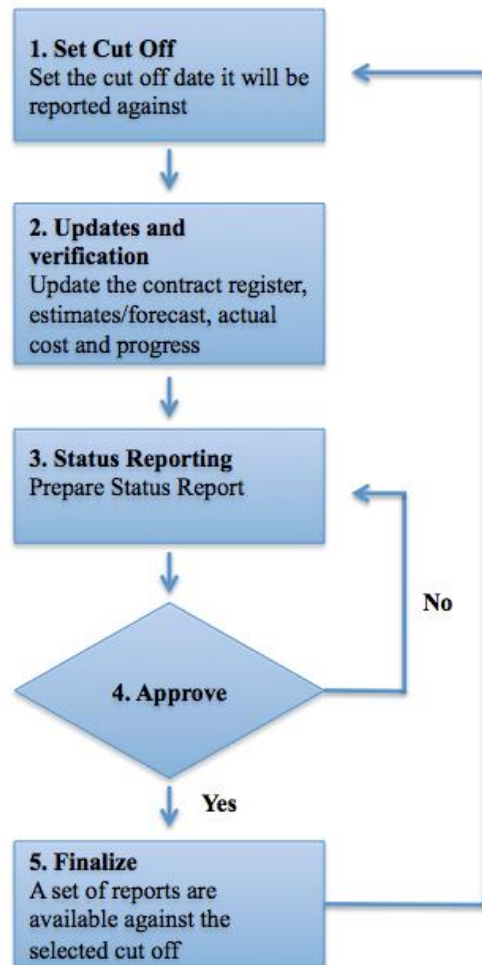 1. Set Cut Off
Set the cut off date it will be
reported against
2. Updates and
verification
Update the contract register,
estimates/forecast, actual
cost and progress
3. Status Reporting
Prepare Status Report
No
4. Approve
Yes
5. Finalize
A set of reports are
available against the
selected cut off